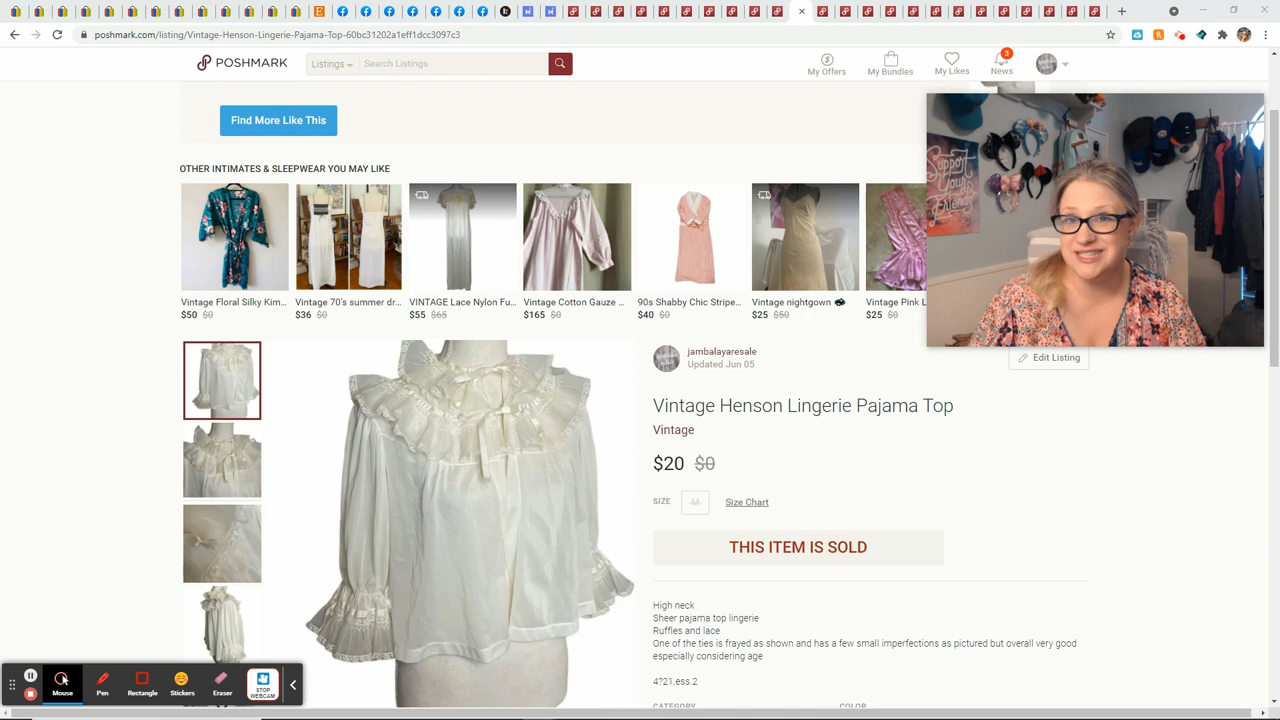 poshmark.com/listing/Vintage-Henson-Lingerie-Pajama-Top-60bc31202a1eff1dcc3097c3
POSHMARK
Listings
Search Listings
My Offers
My Bundles
My Likes
3
News
Find More Like This
OTHER INTIMATES & SLEEPWEAR YOU MAY LIKE
Vintage Floral Silky Kim...
$50 $0
Vintage 70's summer dr...
$36 $0
VINTAGE Lace Nylon Fu...
$55 $65
Vintage Cotton Gauze ...
$165 $0
90s Shabby Chic Stripe...
$40 $0
Vintage nightgown
$25 $50
Vintage Pink L
$25 $0
Support
Your
Friends
jambalayaresale
Updated Jun 05
Edit Listing
Vintage Henson Lingerie Pajama Top
Vintage
$20 $0
SIZE
M
Size Chart
THIS ITEM IS SOLD
High neck
Sheer pajama top lingerie
Ruffles and lace
One of the ties is frayed as shown and has a few small imperfections as pictured but overall very good
especially considering age
4?21.ess.2
CATEGORY
COLOR
Mouse
Pen
Rectangle
Stickers
Eraser
STOP
WEBCAM